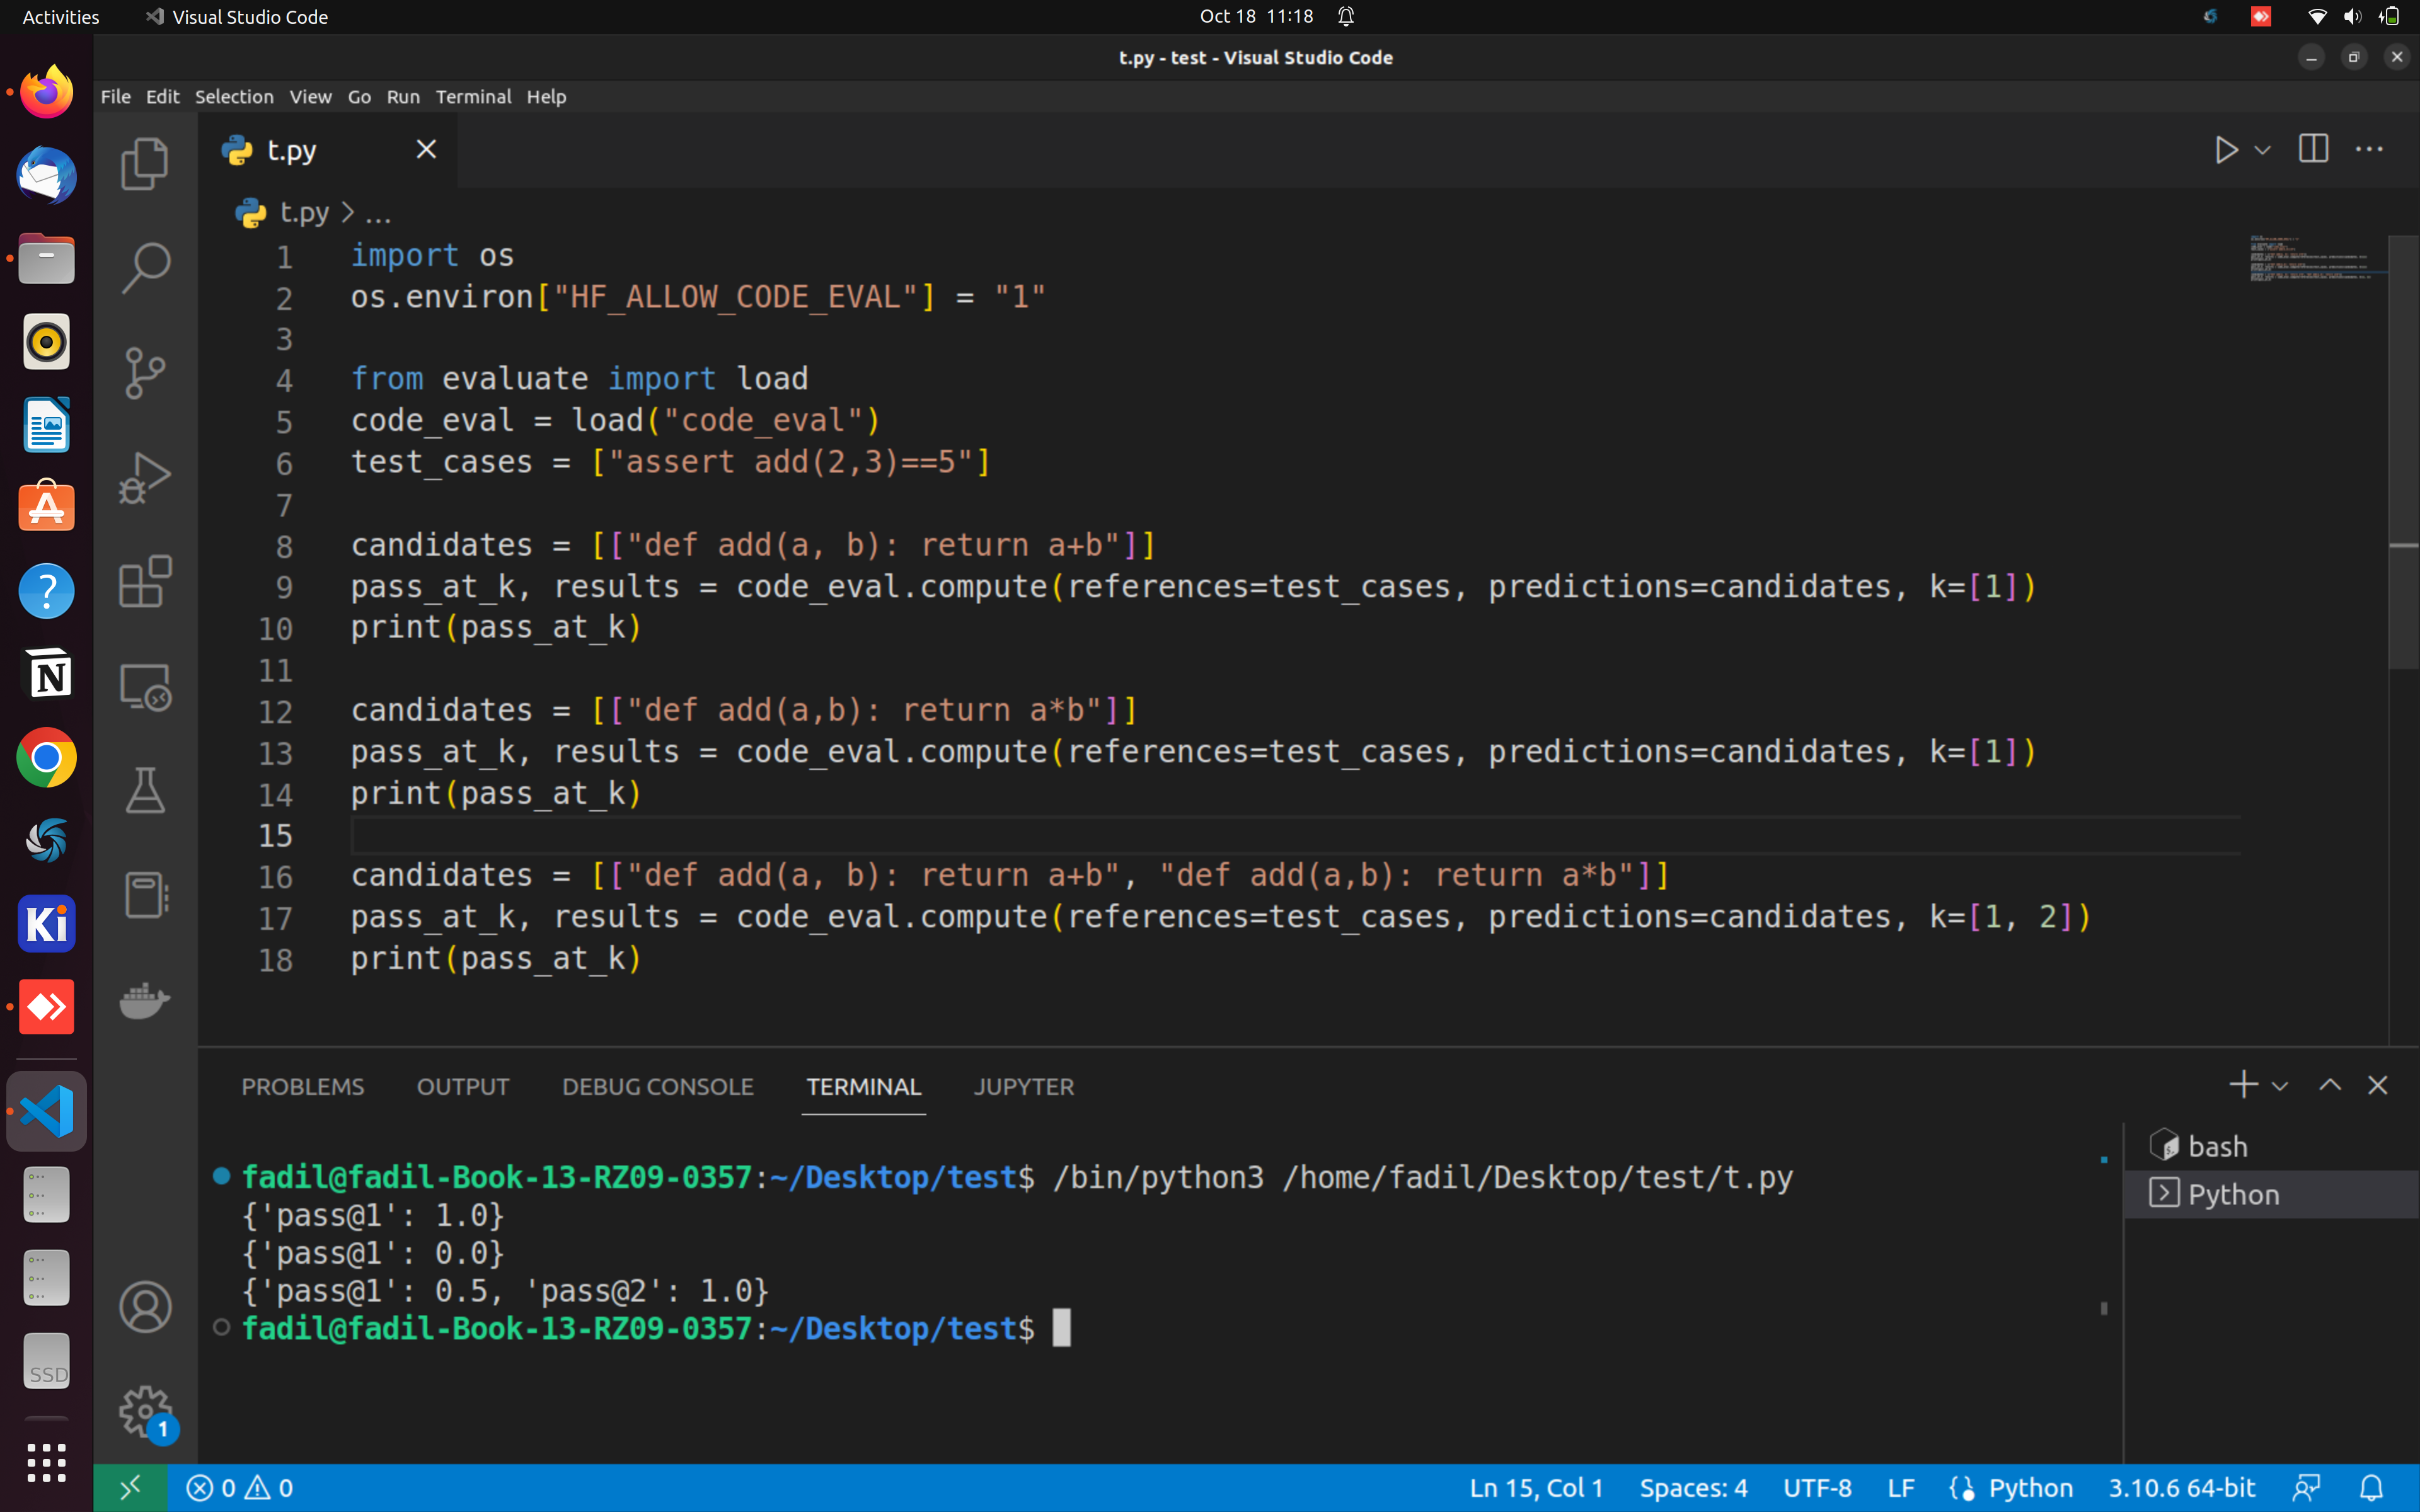 Activities Visual Studio Code Oct 18 11:18
t.py - test - Visual Studio Code
File Edit Selection View Go Run Terminal Help
t.py
t.py > ...
1 import os
2 os.environ["HF_ALLOW_CODE_EVAL"] = "1"
3
4 from evaluate import load
5 code_eval = load("code_eval")
6 test_cases = ["assert add(2,3)==5"]
7
8 candidates = [["def add(a, b): return a+b"]]
9 pass_at_k, results = code_eval.compute(references=test_cases, predictions=candidates, k=[1])
10 print(pass_at_k)
11
12 candidates = [["def add(a,b): return a*b"]]
13 pass_at_k, results = code_eval.compute(references=test_cases, predictions=candidates, k=[1])
14 print(pass_at_k)
15
16 candidates = [["def add(a, b): return a+b", "def add(a,b): return a*b"]]
17 pass_at_k, results = code_eval.compute(references=test_cases, predictions=candidates, k=[1, 2])
18 print(pass_at_k)
PROBLEMS OUTPUT DEBUG CONSOLE TERMINAL JUPYTER
fadil@fadil-Book-13-RZ09-0357:~/Desktop/test$ /bin/python3 /home/fadil/Desktop/test/t.py
{'pass@1': 1.0}
{'pass@1': 0.0}
{'pass@1': 0.5, 'pass@2': 1.0}
fadil@fadil-Book-13-RZ09-0357:~/Desktop/test$
bash
Python
?
N
Ki
SSD
1
0 0 Ln 15, Col 1 Spaces: 4 UTF-8 LF Python 3.10.6 64-bit